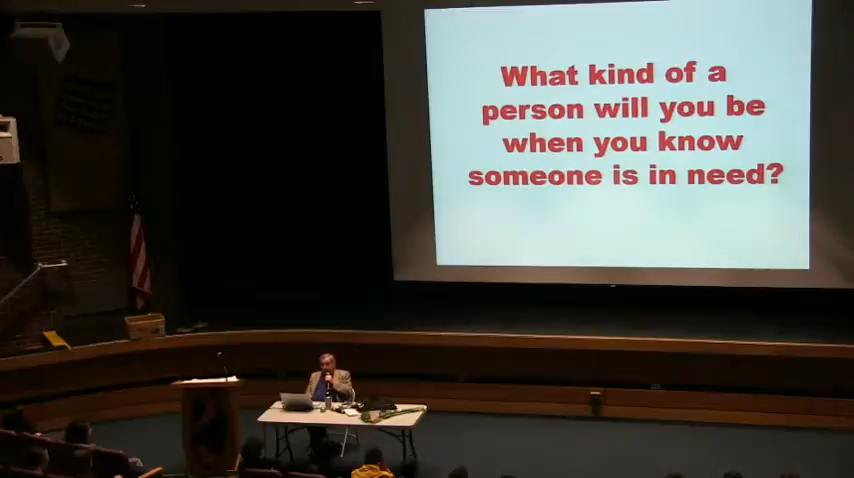 What kind of a
person will you be
when you know
someone is in need?